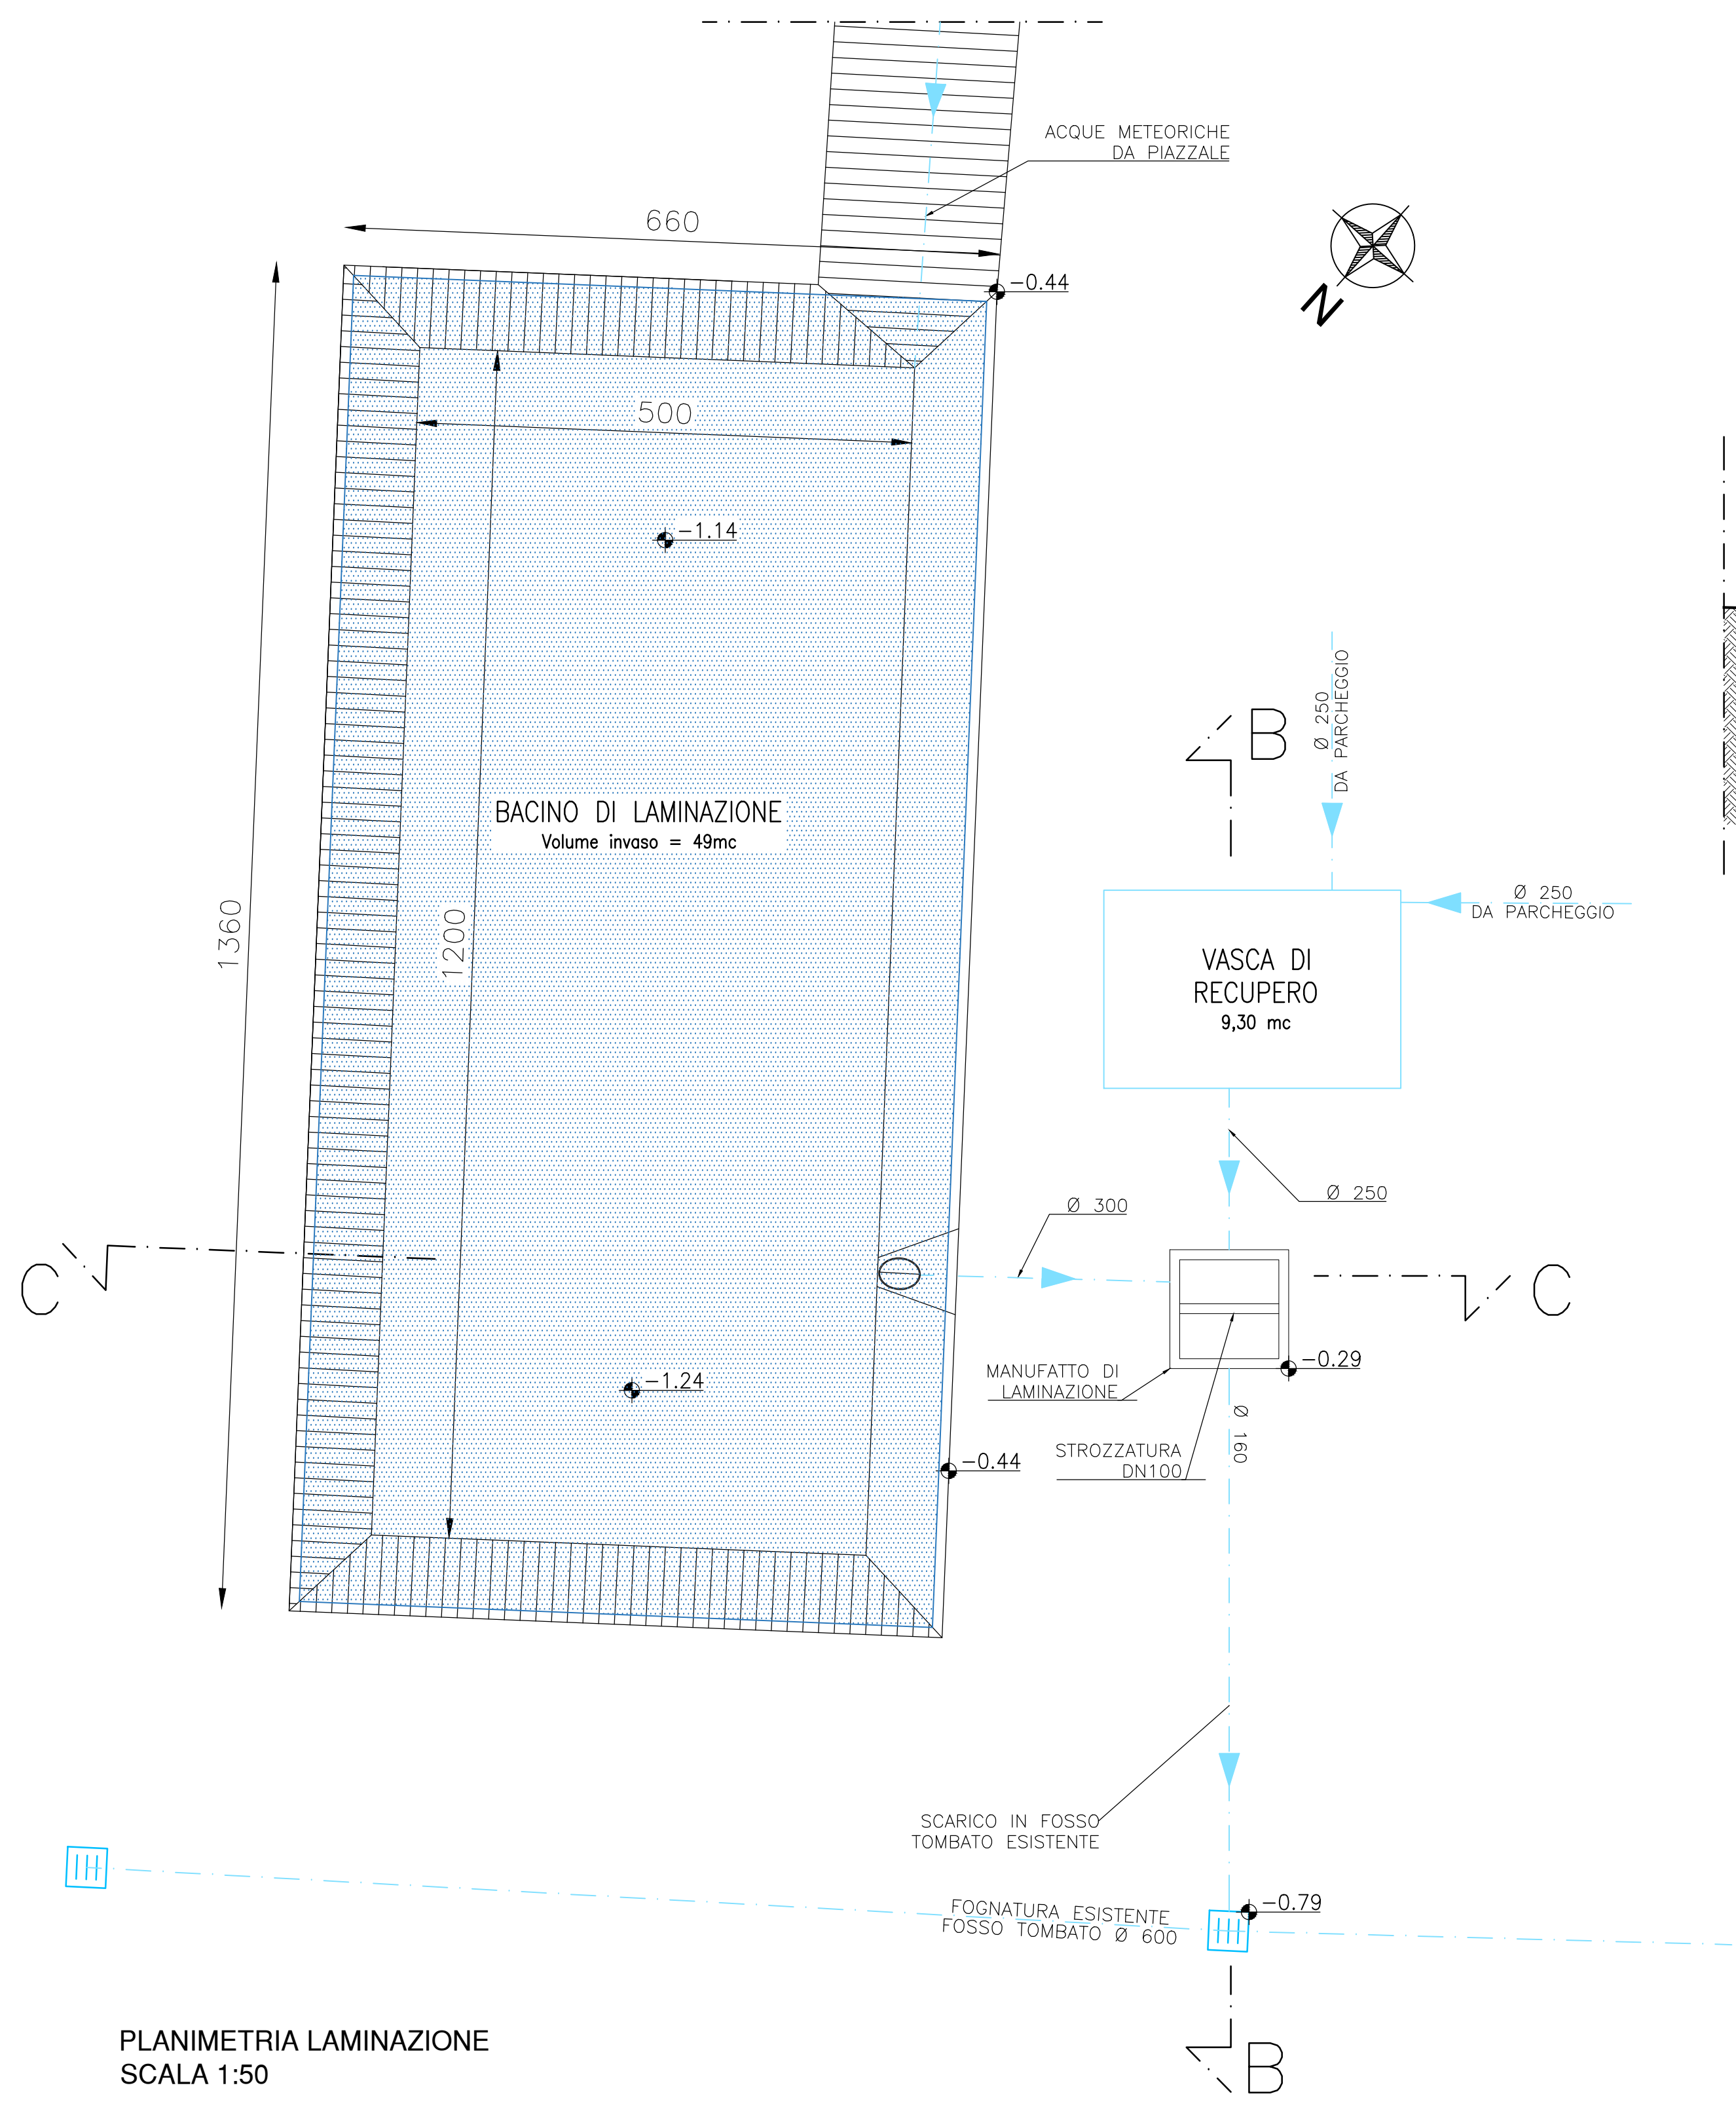 ACQUE METEORICHE
DA PIAZZALE
660
-0.44
N
500
-1.14
Ø 250
DA PARCHEGGIO
B
BACINO DI LAMINAZIONE
Volume invaso = 49mc
1360
1200
Ø 250
DA PARCHEGGIO
VASCA DI
RECUPERO
9,30 mc
Ø 250
Ø 300
C
C
-0.29
MANUFATTO DI
LAMINAZIONE
-1.24
Ø 160
STROZZATURA
DN100
-0.44
SCARICO IN FOSSO
TOMBATO ESISTENTE
-0.79
FOGNATURA ESISTENTE
FOSSO TOMBATO Ø 600
B
PLANIMETRIA LAMINAZIONE
SCALA 1:50